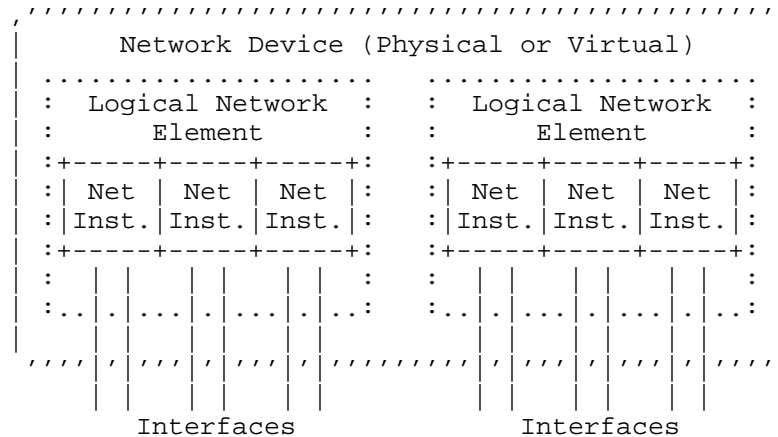 Network Device (Physical or Virtual)
Logical Network Logical Network
Element Element
Net Net Net Net Net Net
Inst. Inst. Inst. Inst. Inst. Inst.
Interfaces Interfaces